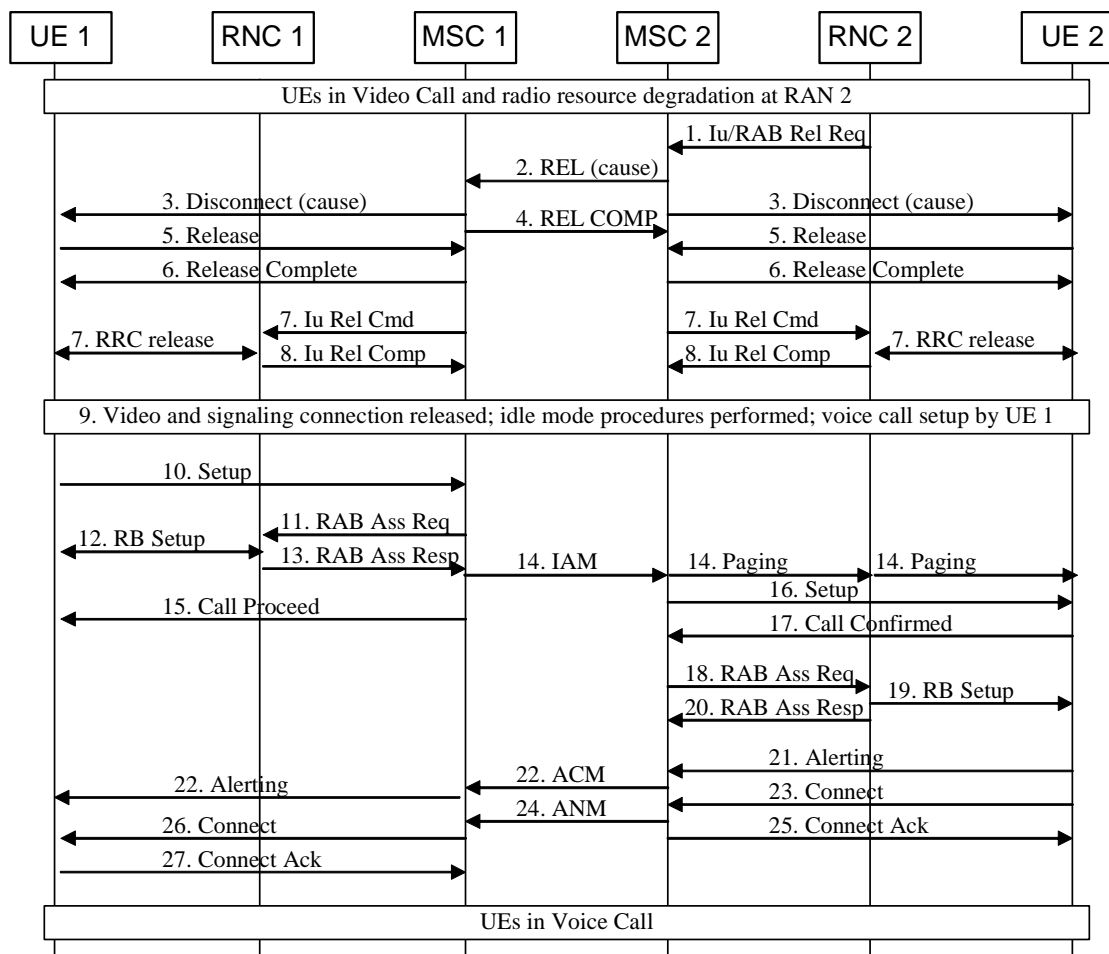 UE 1 RNC 1 MSC 1 MSC 2 RNC 2 UE 2
UEs in Video Call and radio resource degradation at RAN 2
1. Iu/RAB Rel Req
2. REL (cause)
3. Disconnect (cause) 3. Disconnect (cause)
4. REL COMP
5. Release 5. Release
6. Release Complete 6. Release Complete
7. Iu Rel Cmd 7. Iu Rel Cmd
7. RRC release 7. RRC release
8. Iu Rel Comp 8. Iu Rel Comp
9. Video and signaling connection released; idle mode procedures performed; voice call setup by UE 1
10. Setup
11. RAB Ass Req
12. RB Setup
13. RAB Ass Resp 14. IAM 14. Paging 14. Paging
16. Setup
15. Call Proceed
17. Call Confirmed
18. RAB Ass Req
19. RB Setup
20. RAB Ass Resp
21. Alerting
22. Alerting 22. ACM
23. Connect
24. ANM
26. Connect 25. Connect Ack
27. Connect Ack
UEs in Voice Call